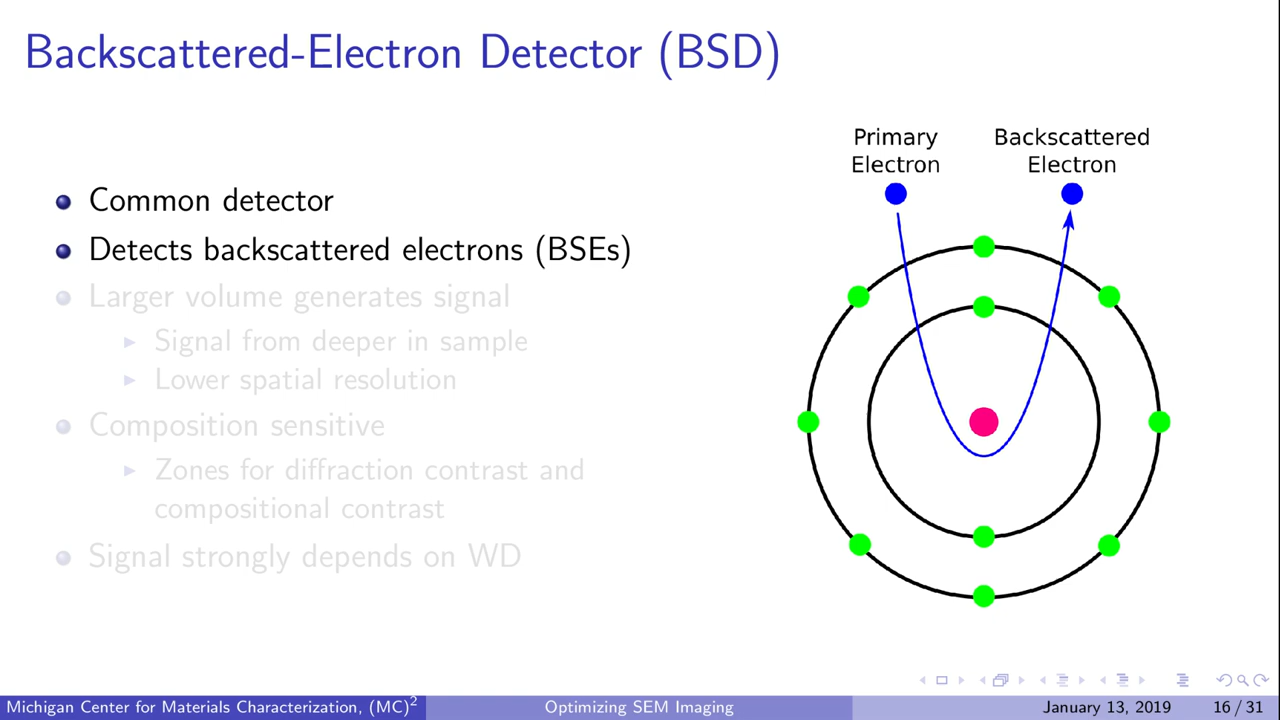 Backscattered-Electron Detector (BSD)
Common detector
Detects backscattered electrons (BSEs)
Larger volume generates signal
Signal from deeper in sample
Lower spatial resolution
Composition sensitive
Zones for diffraction contrast and
compositional contrast
Signal strongly depends on WD
Primary
Electron
Backscattered
Electron
Michigan Center for Materials Characterization, (MC)²
Optimizing SEM Imaging
January 13, 2019
16 / 31